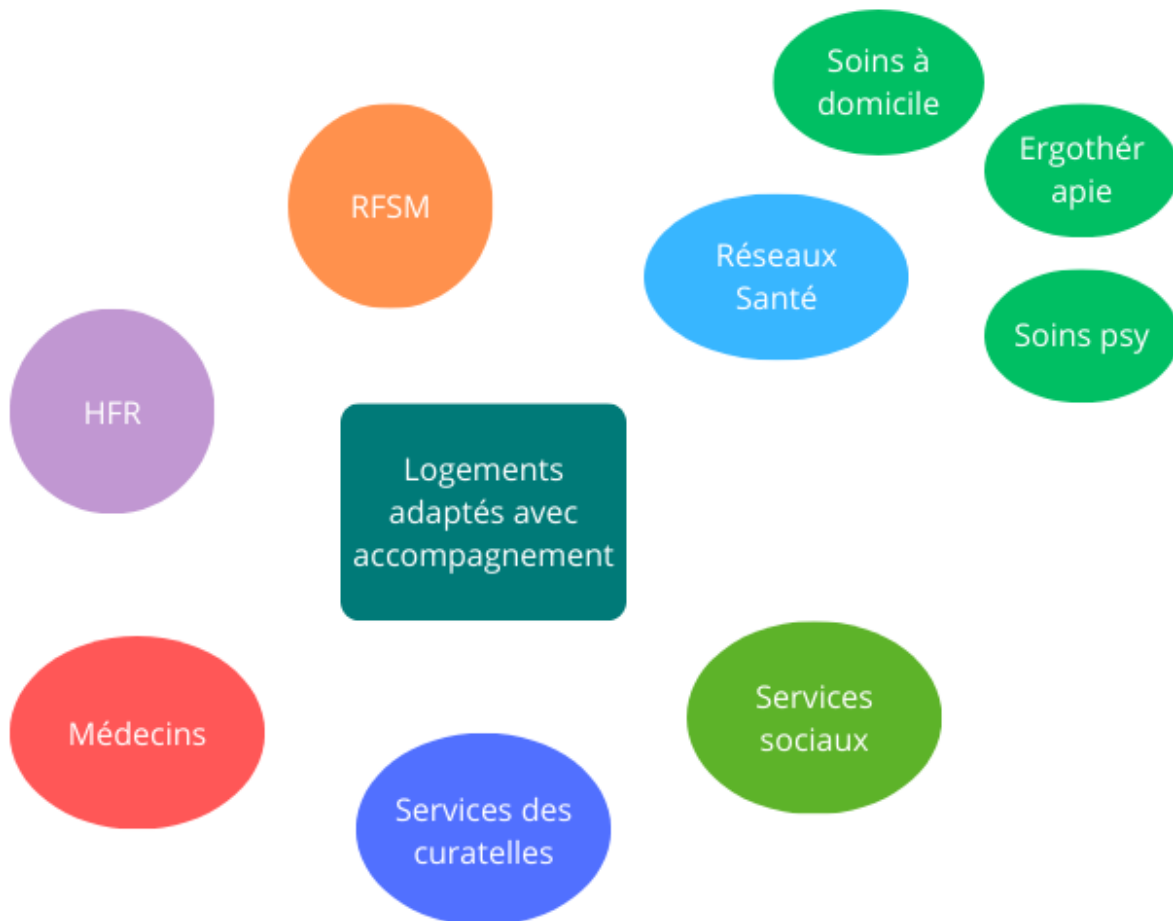 Soins à
domicile
Ergothér
apie
RFSM
Réseaux
Santé
Soins psy
HFR
Logements
adaptés avec
accompagnement
Médecins
Services
sociaux
Services des
curatelles